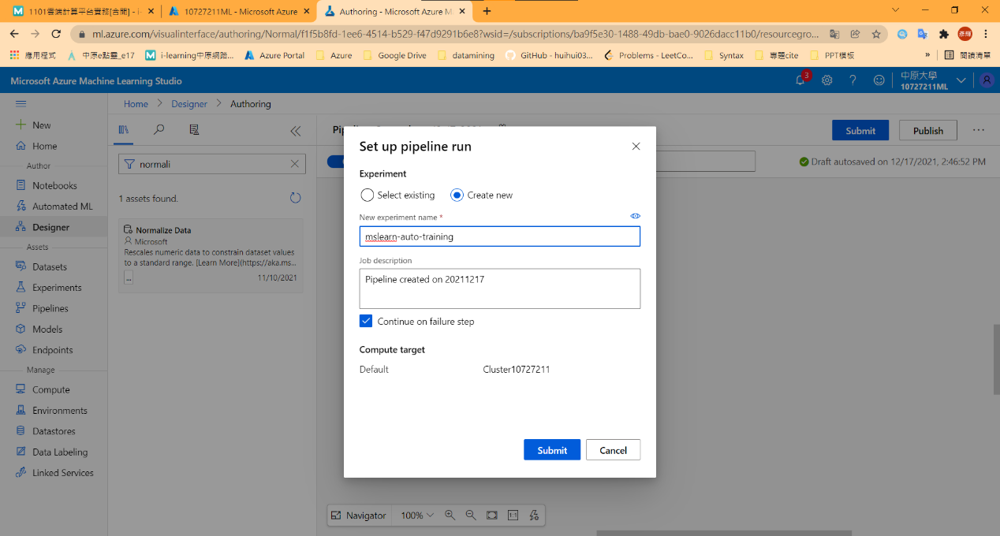 1101雲端計算平台實務[合開] - i-
10727211ML - Microsoft Azure
Authoring - Microsoft Azure M
ml.azure.com/visualinterface/authoring/Normal/f1f5b8fd-1ee6-4514-b529-f47d9291b6e8?wsid=/subscriptions/ba9f5e30-1488-49db-bae0-9026dacc11b0/resourcegro...
應用程式
中原e點靈_e17
i-learning中原網路...
Azure Portal
Azure
Google Drive
datamining
GitHub - huihui03...
Problems - LeetCo...
Syntax
專題cite
PPT模板
»
閱讀清單
Microsoft Azure Machine Learning Studio
3
中原大學
10727211ML
Home > Designer > Authoring
New
Home
Author
Notebooks
Automated ML
Designer
Assets
Datasets
Experiments
Pipelines
Models
Endpoints
Manage
Compute
Environments
Datastores
Data Labeling
Linked Services
normali
1 assets found.
Normalize Data
Microsoft
Rescales numeric data to constrain dataset values
to a standard range. [Learn More](https://aka.ms...
...
11/10/2021
Submit
Publish
Draft autosaved on 12/17/2021, 2:46:52 PM
Set up pipeline run
Experiment
Select existing
Create new
New experiment name *
mslearn-auto-training
Job description
Pipeline created on 20211217
Continue on failure step
Compute target
Default
Cluster10727211
Submit
Cancel
Navigator
100%
1:1